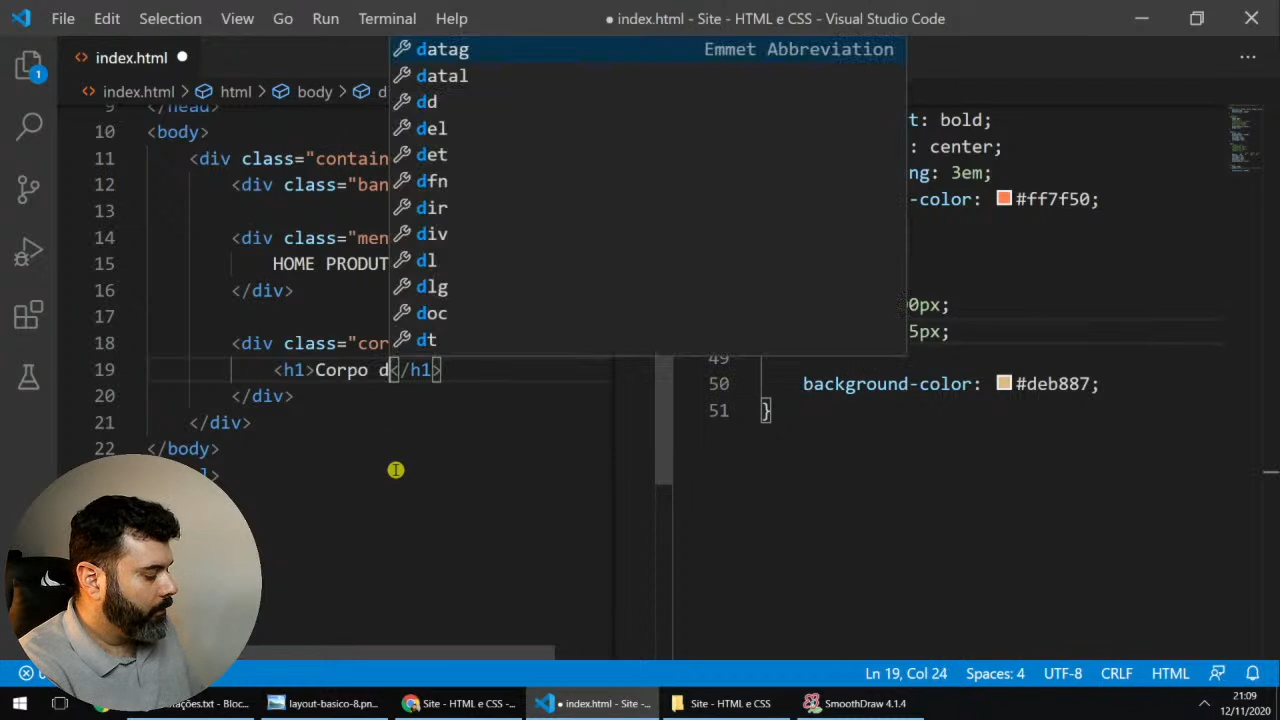 File Edit Selection View Go Run Terminal Help ● index.html - Site - HTML e CSS - Visual Studio Code
index.html
index.html > html > body > d
1
datag Emmet Abbreviation
datal
dd
del
det
dfn
dir
div
dl
dlg
doc
dt
9 </head>
10 <body>
11 <div class="contain
12 <div class="ban
13
14 <div class="men
15 HOME PRODUT
16 </div>
17
18 <div class="cor
19 <h1>Corpo d</h1>
20 </div>
21 </div>
22 </body>
t: bold;
: center;
ng: 3em;
-color: #ff7f50;
0px;
5px;
49
50 background-color: #deb887;
51 }
Ln 19, Col 24 Spaces: 4 UTF-8 CRLF HTML
tações.txt - Bloc... layout-basico-8.pn... Site - HTML e CSS -... ● index.html - Site -... Site - HTML e CSS SmoothDraw 4.1.4
21:09
12/11/2020